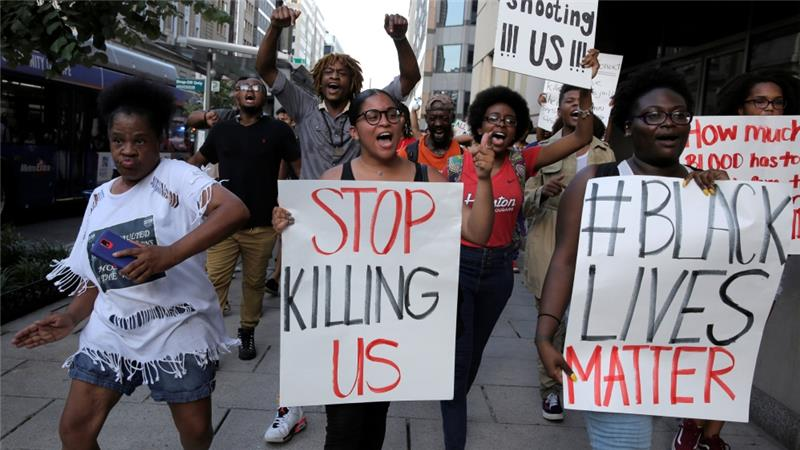 shooting
!!! US !!!
STOP
KILLING
US
#BLACK
LIVES
MATTER
How much
BLOOD has to